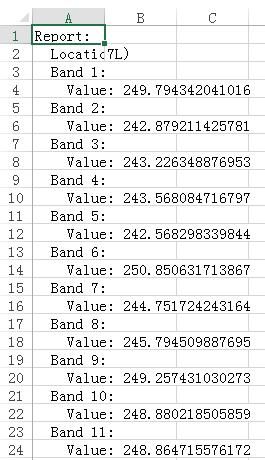 A B C
1 Report:
2 Locatic7L)
3 Band 1:
4 Value: 249.794342041016
5 Band 2:
6 Value: 242.879211425781
7 Band 3:
8 Value: 243.226348876953
9 Band 4:
10 Value: 243.568084716797
11 Band 5:
12 Value: 242.568298339844
13 Band 6:
14 Value: 250.850631713867
15 Band 7:
16 Value: 244.751724243164
17 Band 8:
18 Value: 245.794509887695
19 Band 9:
20 Value: 249.257431030273
21 Band 10:
22 Value: 248.880218505859
23 Band 11:
24 Value: 248.864715576172